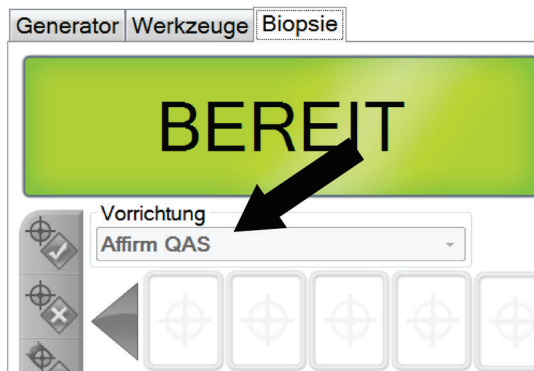 Generator Werkzeuge Biopsie
BEREIT
Vorrichtung
Affirm QAS